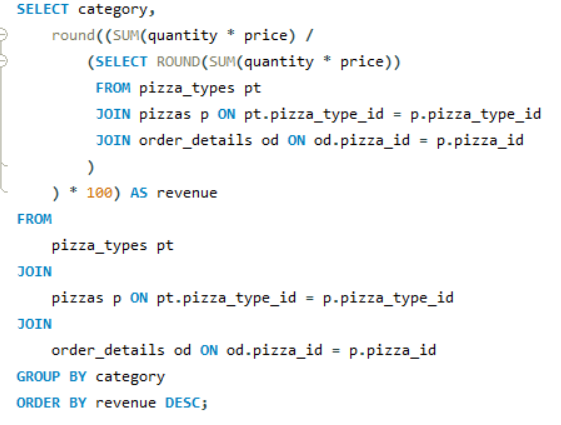 SELECT category,
round((SUM(quantity * price) /
(SELECT ROUND(SUM(quantity * price))
FROM pizza_types pt
JOIN pizzas p ON pt.pizza_type_id = p.pizza_type_id
JOIN order_details od ON od.pizza_id = p.pizza_id
)
) * 100) AS revenue
FROM
pizza_types pt
JOIN
pizzas p ON pt.pizza_type_id = p.pizza_type_id
JOIN
order_details od ON od.pizza_id = p.pizza_id
GROUP BY category
ORDER BY revenue DESC;